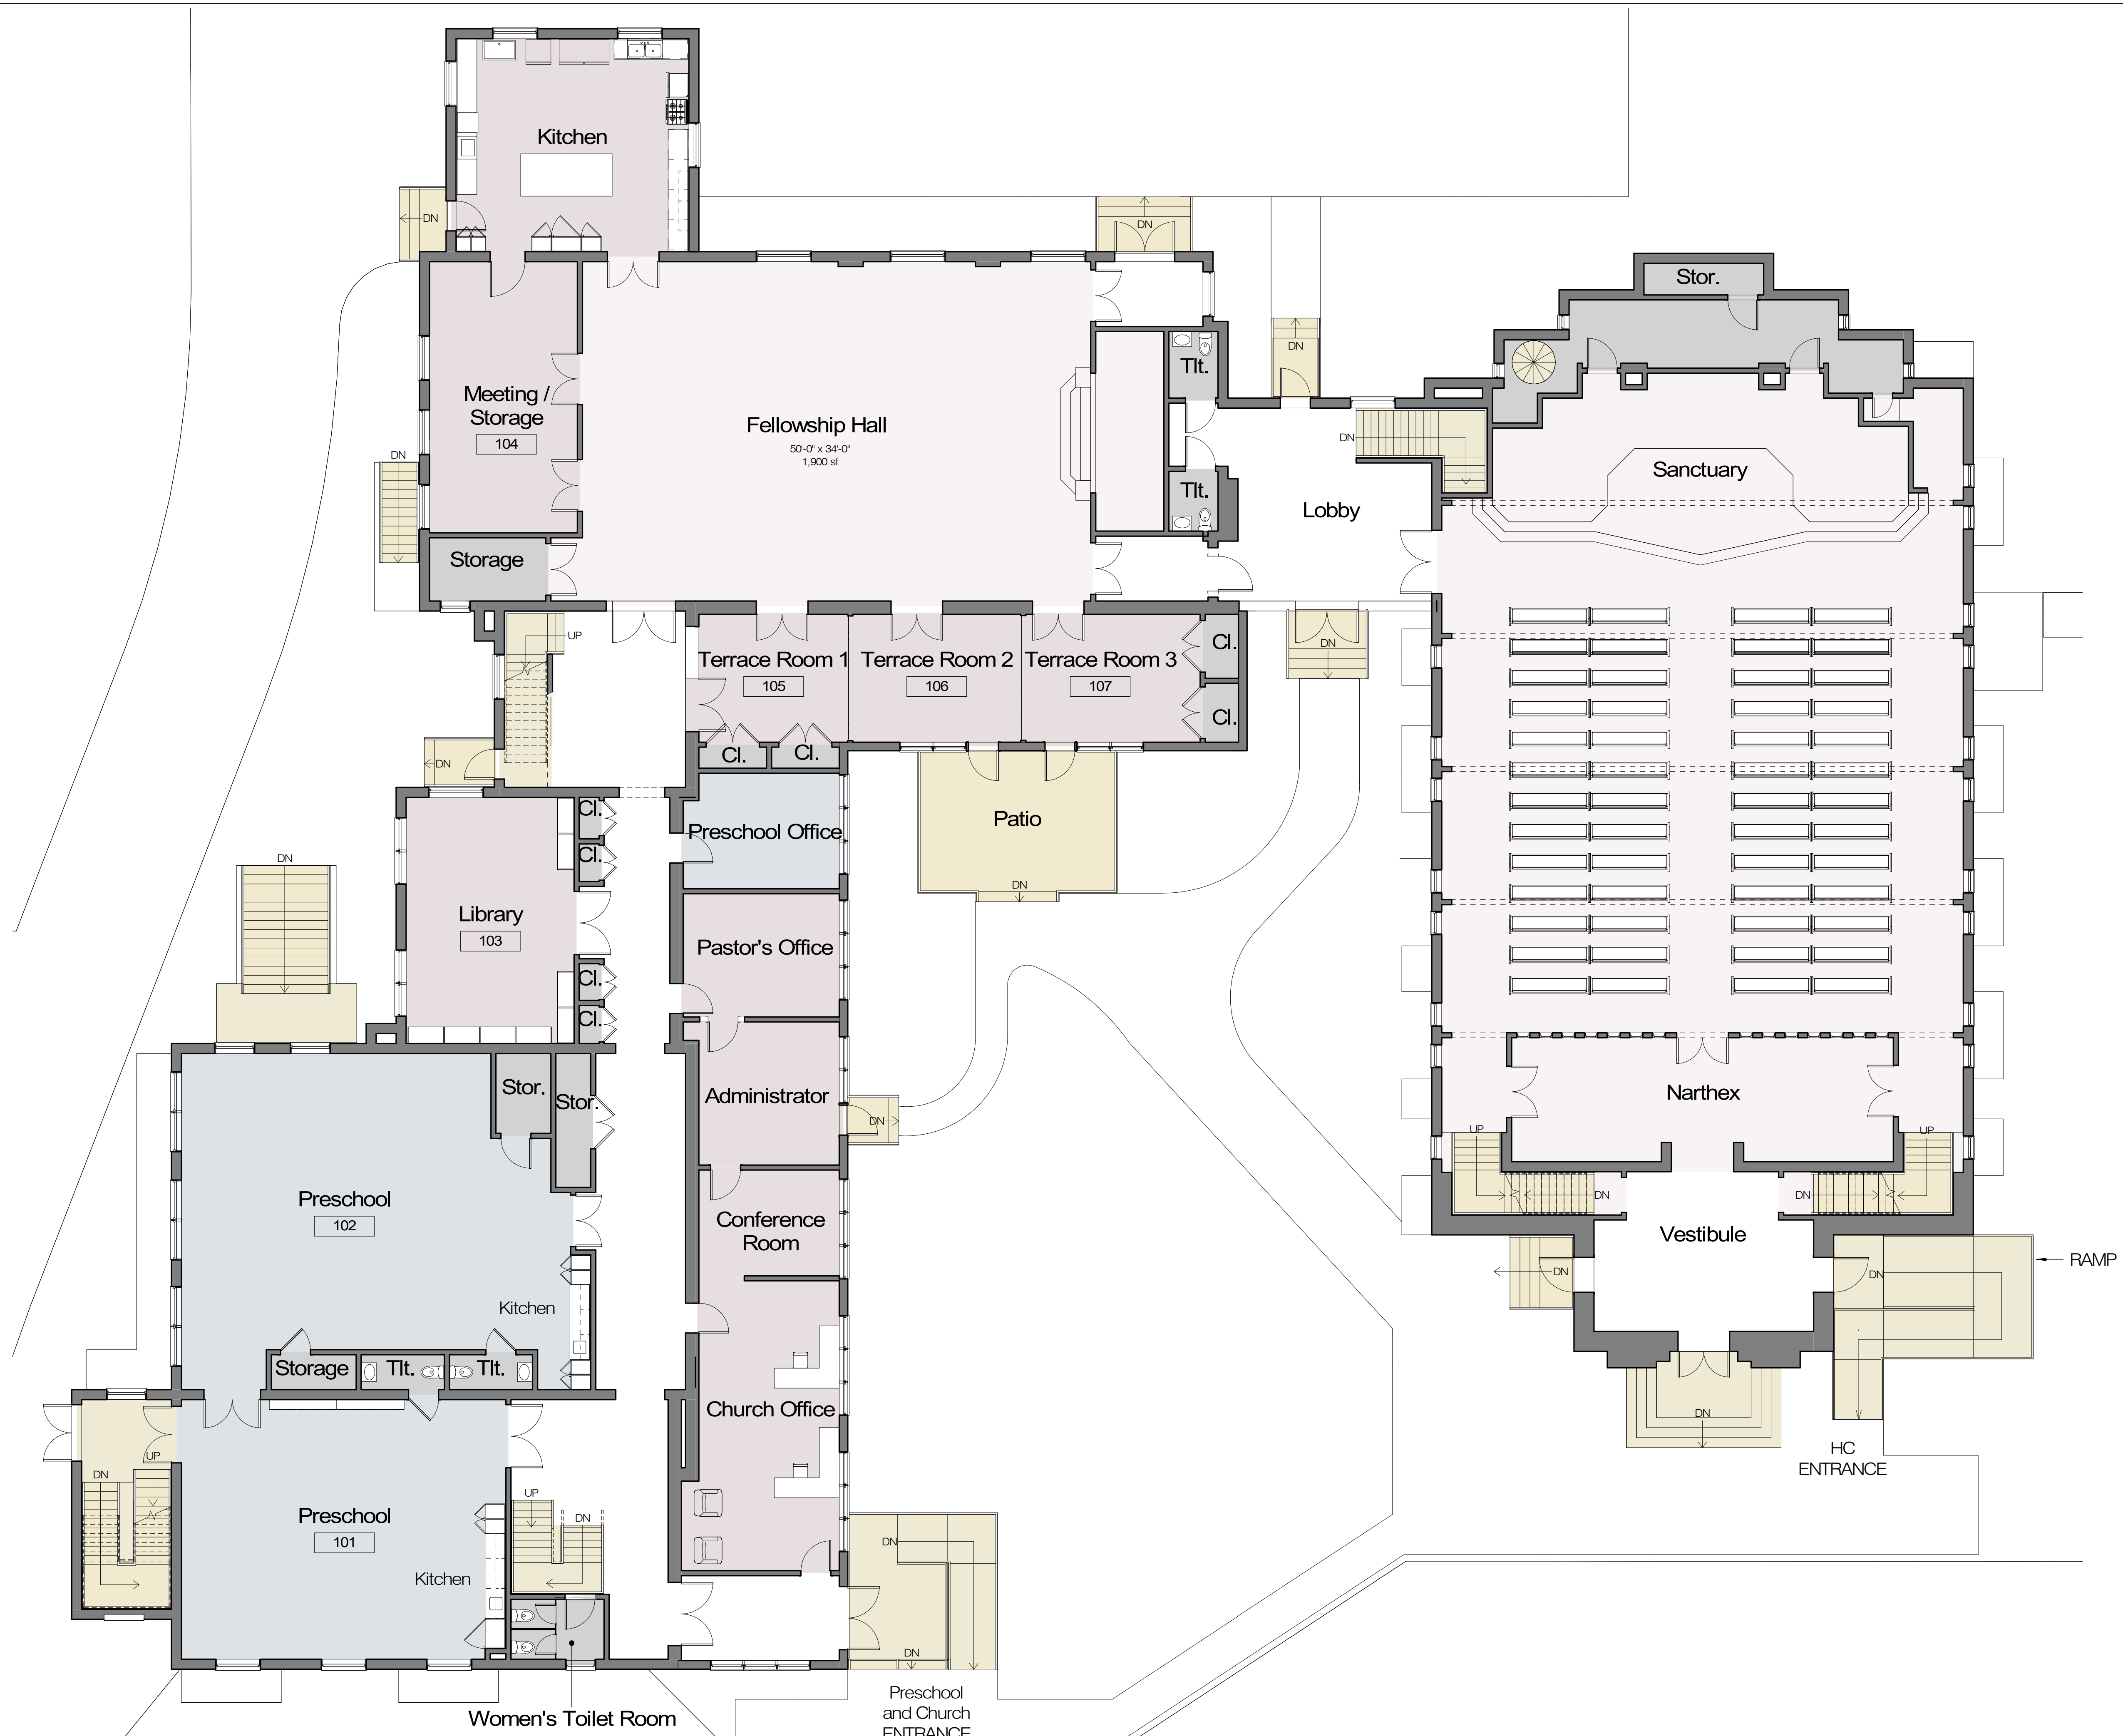 Kitchen
DN
DN
Stor.
Tlt.
DN
Meeting /
Storage
104
Fellowship Hall
50'-0" x 34'-0"
1,900 sf
DN
DN
Sanctuary
Tlt.
Lobby
Storage
UP
Terrace Room 1
105
Terrace Room 2
106
Terrace Room 3
107
Cl.
Cl.
DN
Cl.
Cl.
DN
Cl.
Cl.
Preschool Office
Patio
DN
DN
Library
103
Pastor's Office
Cl.
Cl.
Stor.
Stor.
Administrator
DN
Narthex
UP
UP
DN
DN
Preschool
102
Conference
Room
Vestibule
DN
DN
RAMP
Kitchen
Storage
Tlt.
Tlt.
Church Office
DN
HC
ENTRANCE
UP
DN
Preschool
101
UP
DN
Kitchen
DN
DN
Women's Toilet Room
Preschool
and Church
ENTRANCE